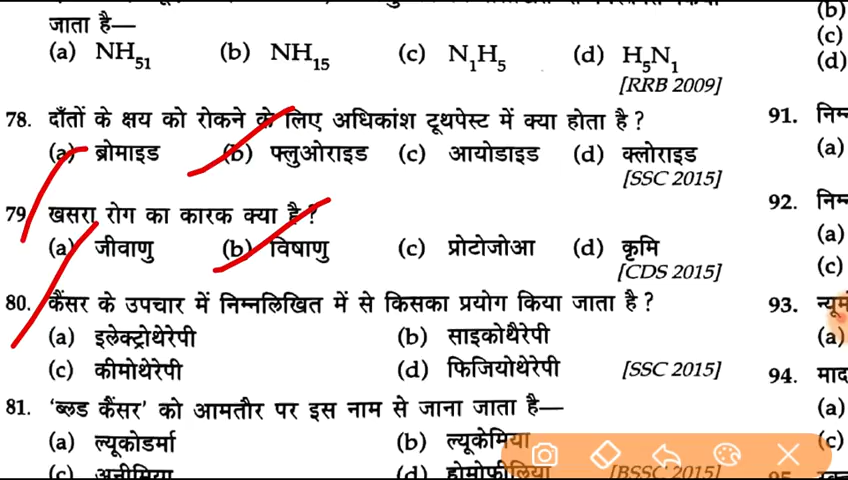 जाता है—
(a) NH₅₁ (b) NH₁₅ (c) N₁H₅ (d) H₅N₁
[RRB 2009]
78. दाँतों के क्षय को रोकने के लिए अधिकांश टूथपेस्ट में क्या होता है ?
(a) ब्रोमाइड (b) फ्लुओराइड (c) आयोडाइड (d) क्लोराइड
[SSC 2015]
79. खसरा रोग का कारक क्या है ?
(a) जीवाणु (b) विषाणु (c) प्रोटोजोआ (d) कृमि
[CDS 2015]
80. कैंसर के उपचार में निम्नलिखित में से किसका प्रयोग किया जाता है ?
(a) इलेक्ट्रोथेरेपी (b) साइकोथैरेपी
(c) कीमोथेरेपी (d) फिजियोथेरेपी [SSC 2015]
81. ‘ब्लड कैंसर’ को आमतौर पर इस नाम से जाना जाता है—
(a) ल्यूकोडर्मा (b) ल्यूकेमिया
(c) अनीमिया (d) होमोफीलिया [BSSC 2015]
(b)
(c)
(d)
91. निम
(a)
92. निम
(a)
(c)
93.
(a)
94. माद
(a)
(c)